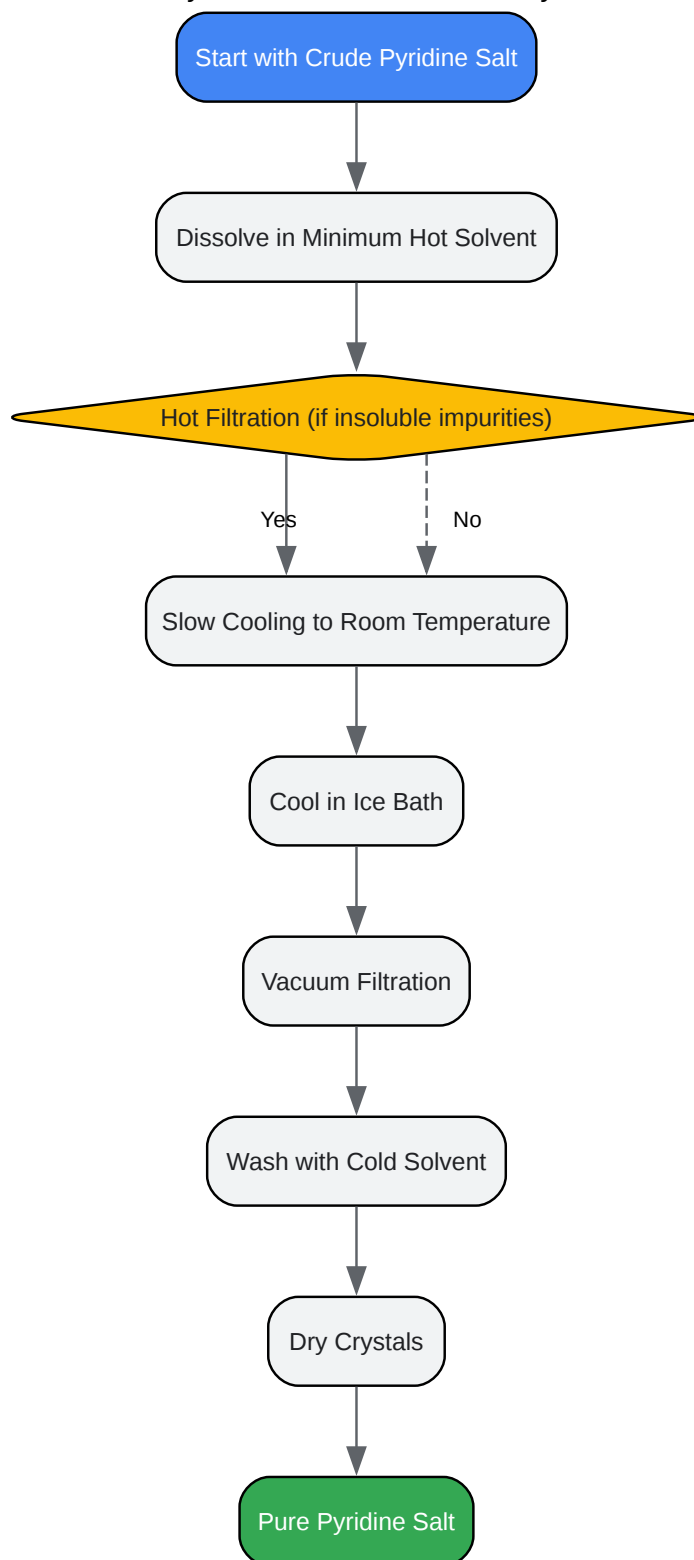 Start with Crude Pyridine Salt
Dissolve in Minimum Hot Solvent
Hot Filtration (if insoluble impurities)
Yes
No
Slow Cooling to Room Temperature
Cool in Ice Bath
Vacuum Filtration
Wash with Cold Solvent
Dry Crystals
Pure Pyridine Salt